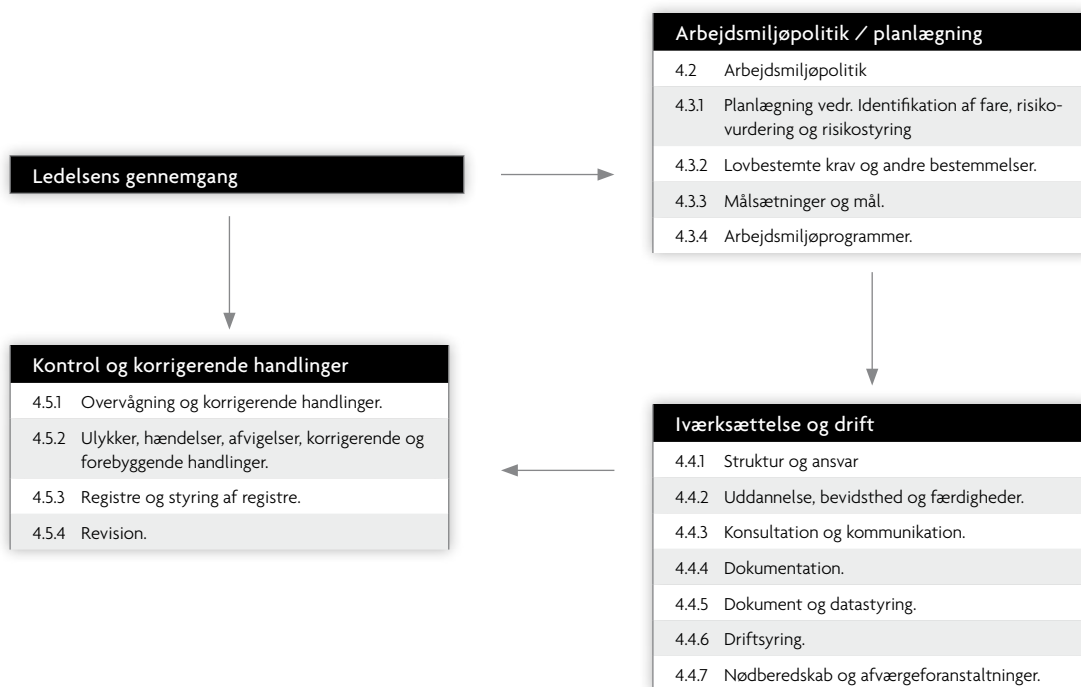 Ledelsens gennemgang
Arbejdsmiljøpolitik / planlægning
4.2 Arbejdsmiljøpolitik
4.3.1 Planlægning vedr. Identifikation af fare, risiko-
vurdering og risikostyring
4.3.2 Lovbestemte krav og andre bestemmelser.
4.3.3 Målsætninger og mål.
4.3.4 Arbejdsmiljøprogrammer.
Iværksættelse og drift
4.4.1 Struktur og ansvar
4.4.2 Uddannelse, bevidsthed og færdigheder.
4.4.3 Konsultation og kommunikation.
4.4.4 Dokumentation.
4.4.5 Dokument og datastyring.
4.4.6 Driftsyring.
4.4.7 Nødberedskab og afværgeforanstaltninger.
Kontrol og korrigerende handlinger
4.5.1 Overvågning og korrigerende handlinger.
4.5.2 Ulykker, hændelser, afvigelser, korrigerende og
forebyggende handlinger.
4.5.3 Registre og styring af registre.
4.5.4 Revision.